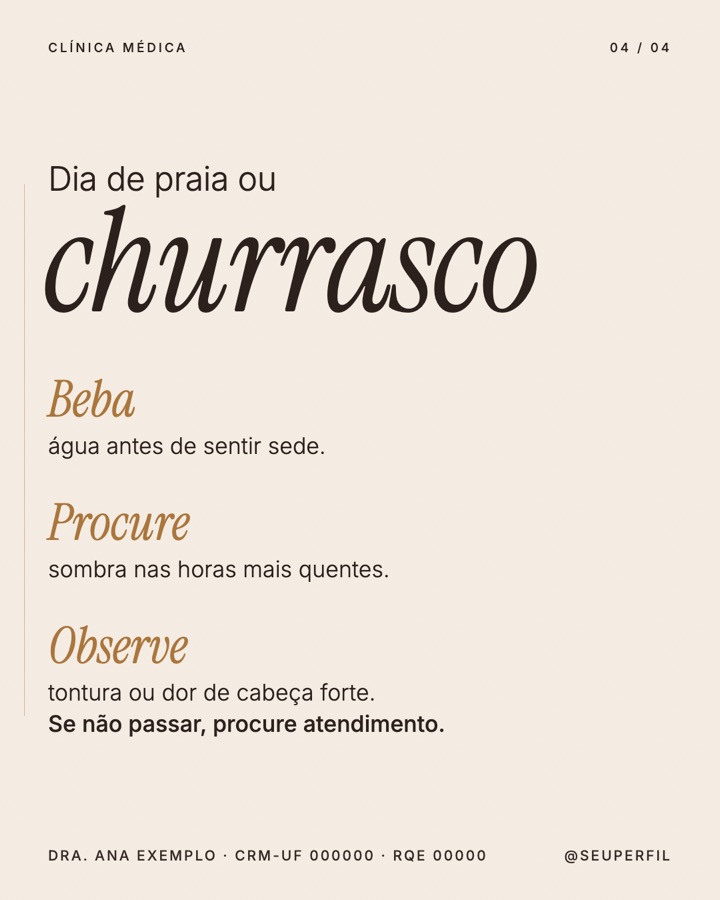 CLÍNICA MÉDICA
04 / 04
Dia de praia ou
churrasco
Beba
água antes de sentir sede.
Procure
sombra nas horas mais quentes.
Observe
tontura ou dor de cabeça forte.
Se não passar, procure atendimento.
DRA. ANA EXEMPLO · CRM-UF 000000 · RQE 00000
@SEUPERFIL